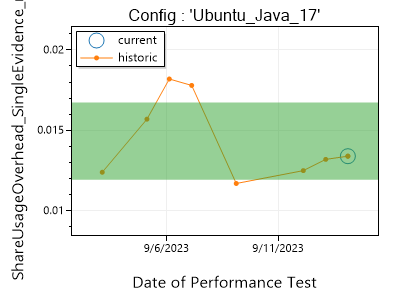 Config : 'Ubuntu_Java_17'
current
historic
0.02
0.015
0.01
ShareUsageOverhead_SingleEvidence_
9/6/2023
9/11/2023
Date of Performance Test